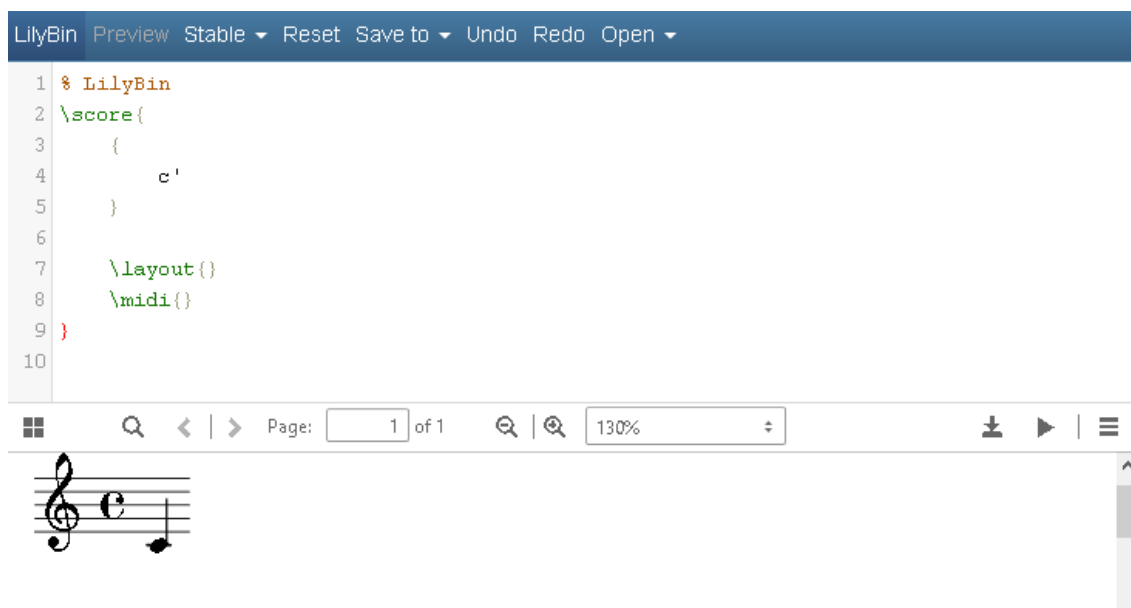 LilyBin Preview Stable Reset Save to Undo Redo Open
1 % LilyBin
2 \score{
3 {
4 c'
5 }
6
7 \layout{}
8 \midi{}
9 }
10
Page: 1 of 1 130%